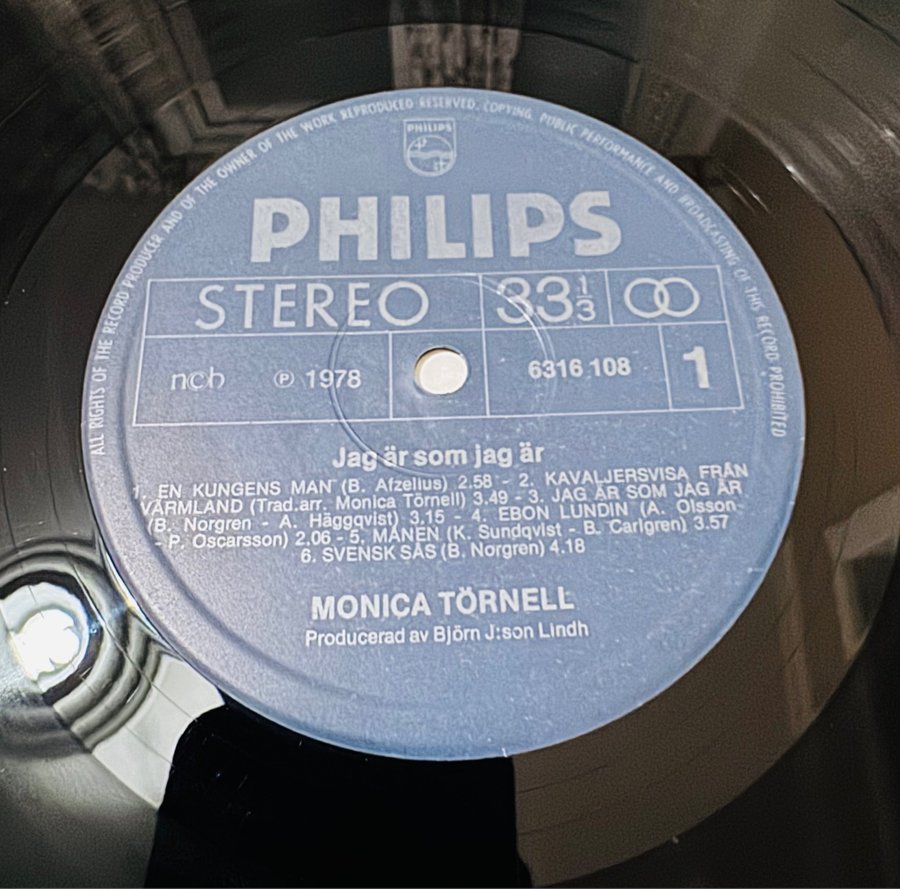 ALL RIGHTS OF THE RECORD PRODUCER AND OF THE OWNER OF THE WORK REPRODUCED RESERVED. COPYING, PUBLIC PERFORMANCE AND BROADCASTING OF THIS RECORD PROHIBITED
PHILIPS
PHILIPS
STEREO 33 1/3
ncb ℗ 1978 6316 108 1
Jag är som jag är
1. EN KUNGENS MAN (B. Afzelius) 2.58 - 2. KAVALJERSVISA FRÅN
VÄRMLAND (Trad.arr. Monica Törnell) 3.49 - 3. JAG ÄR SOM JAG ÄR
(B. Norgren - A. Häggqvist) 3.15 - 4. EBON LUNDIN (A. Olsson-
- P. Oscarsson) 2.06 - 5. MÅNEN (K. Sundqvist - B. Carlgren) 3.57
6. SVENSK SÅS (B. Norgren) 4.18
MONICA TÖRNELL
Producerad av Björn J:son Lindh